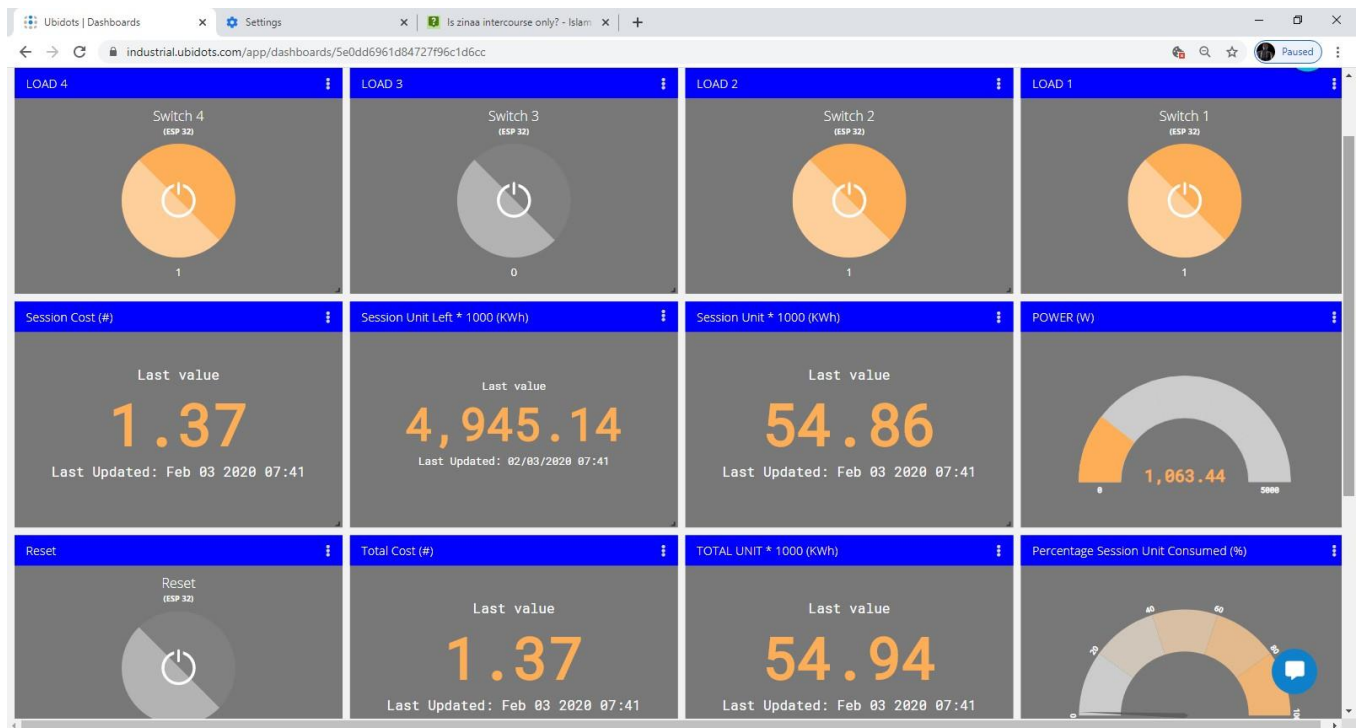 Ubidots | Dashboards
Settings
Is zinaa intercourse only? - Islam
industrial.ubidots.com/app/dashboards/5e0dd6961d84727f96c1d6cc
Paused
LOAD 4
LOAD 3
LOAD 2
LOAD 1
Switch 4
(ESP 32)
1
Switch 3
(ESP 32)
0
Switch 2
(ESP 32)
1
Switch 1
(ESP 32)
1
Session Cost (#)
Session Unit Left * 1000 (KWh)
Session Unit * 1000 (KWh)
POWER (W)
Last value
1.37
Last Updated: Feb 03 2020 07:41
Last value
4,945.14
Last Updated: 02/03/2020 07:41
Last value
54.86
Last Updated: Feb 03 2020 07:41
1,063.44
0
5000
Reset
Total Cost (#)
TOTAL UNIT * 1000 (KWh)
Percentage Session Unit Consumed (%)
Reset
(ESP 32)
Last value
1.37
Last Updated: Feb 03 2020 07:41
Last value
54.94
Last Updated: Feb 03 2020 07:41
0
20
40
60
80